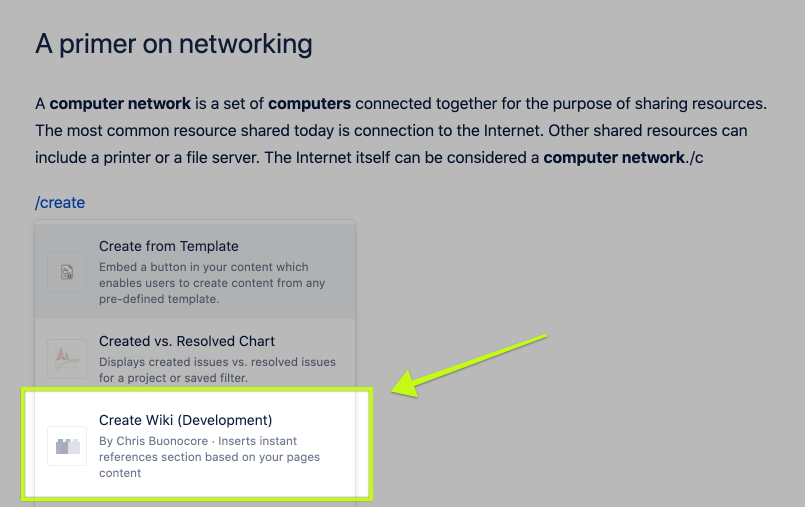 A primer on networking
A computer network is a set of computers connected together for the purpose of sharing resources.
The most common resource shared today is connection to the Internet. Other shared resources can
include a printer or a file server. The Internet itself can be considered a computer network./c
/create
Create from Template
Embed a button in your content which
enables users to create content from any
pre-defined template.
Created vs. Resolved Chart
Displays created issues vs. resolved issues
for a project or saved filter.
Create Wiki (Development)
By Chris Buonocore · Inserts instant
references section based on your pages
content